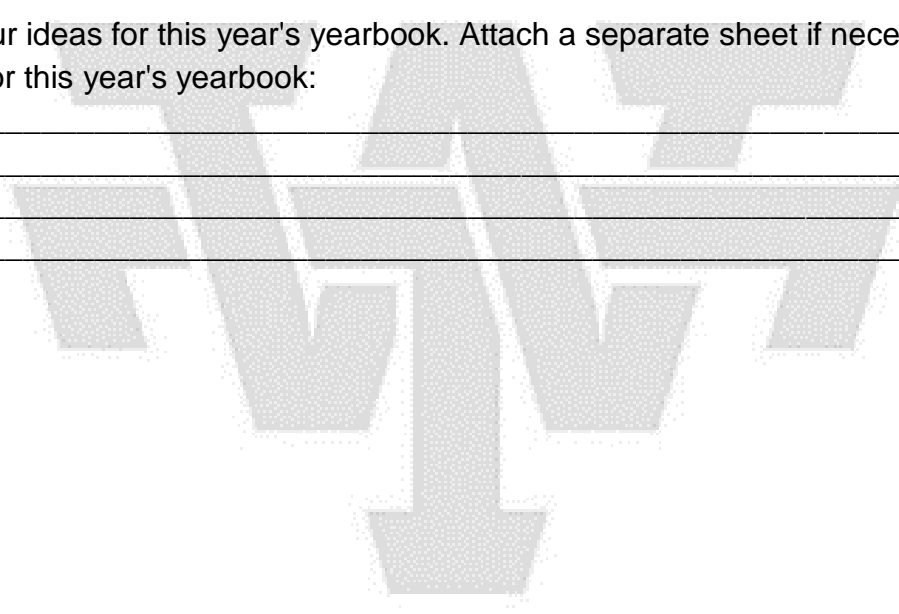 ur ideas for this year's yearbook. Attach a separate sheet if nece
or this year's yearbook: